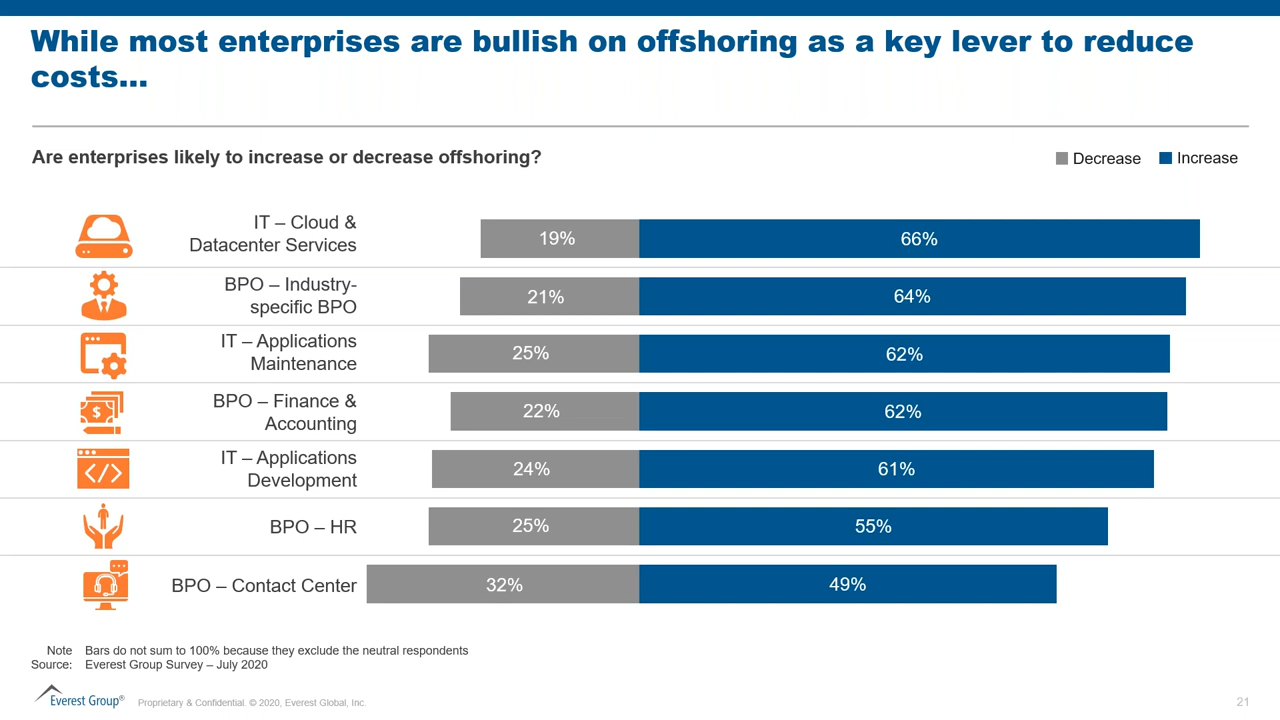 While most enterprises are bullish on offshoring as a key lever to reduce
costs...
Are enterprises likely to increase or decrease offshoring?
Decrease Increase
IT – Cloud &
Datacenter Services
19% 66%
BPO – Industry-
specific BPO
21% 64%
IT – Applications
Maintenance
25% 62%
BPO – Finance &
Accounting
22% 62%
$
IT – Applications
Development
24% 61%
</>
BPO – HR
25% 55%
BPO – Contact Center
32% 49%
Note Bars do not sum to 100% because they exclude the neutral respondents
Source: Everest Group Survey – July 2020
Everest Group® Proprietary & Confidential. © 2020, Everest Global, Inc.
21